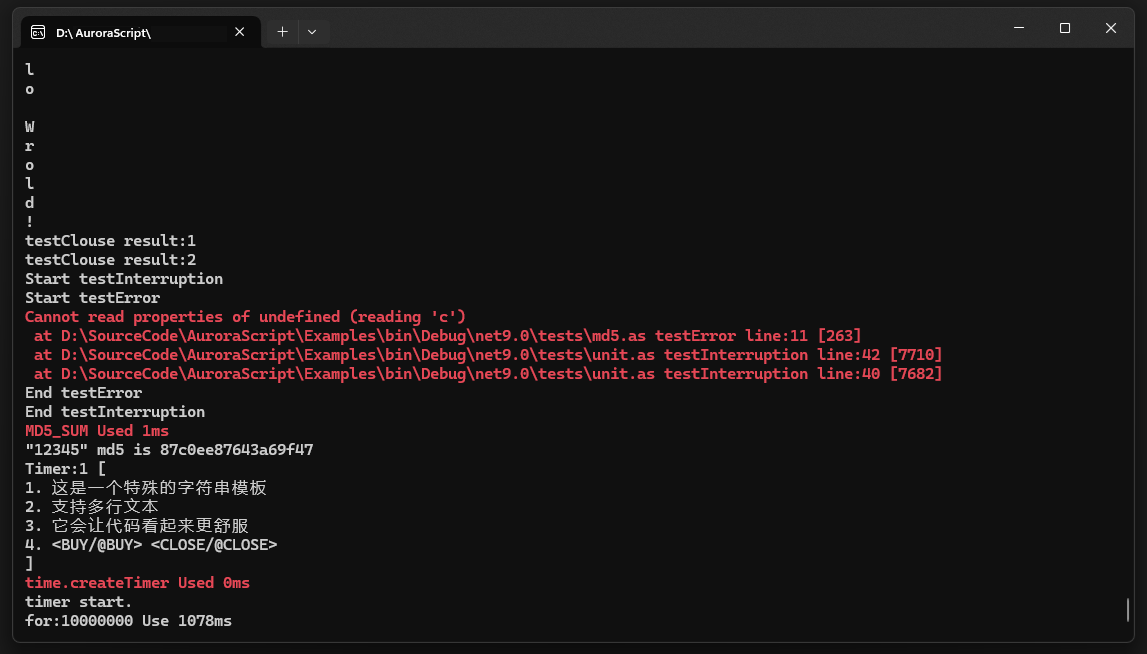 D:\ AuroraScript\
l
o
W
r
o
l
d
!
testClouse result:1
testClouse result:2
Start testInterruption
Start testError
Cannot read properties of undefined (reading 'c')
at D:\SourceCode\AuroraScript\Examples\bin\Debug\net9.0\tests\md5.as testError line:11 [263]
at D:\SourceCode\AuroraScript\Examples\bin\Debug\net9.0\tests\unit.as testInterruption line:42 [7710]
at D:\SourceCode\AuroraScript\Examples\bin\Debug\net9.0\tests\unit.as testInterruption line:40 [7682]
End testError
End testInterruption
MD5_SUM Used 1ms
"12345" md5 is 87c0ee87643a69f47
Timer:1 [
1. 这是一个特殊的字符串模板
2. 支持多行文本
3. 它会让代码看起来更舒服
4. <BUY/@BUY> <CLOSE/@CLOSE>
]
time.createTimer Used 0ms
timer start.
for:10000000 Use 1078ms